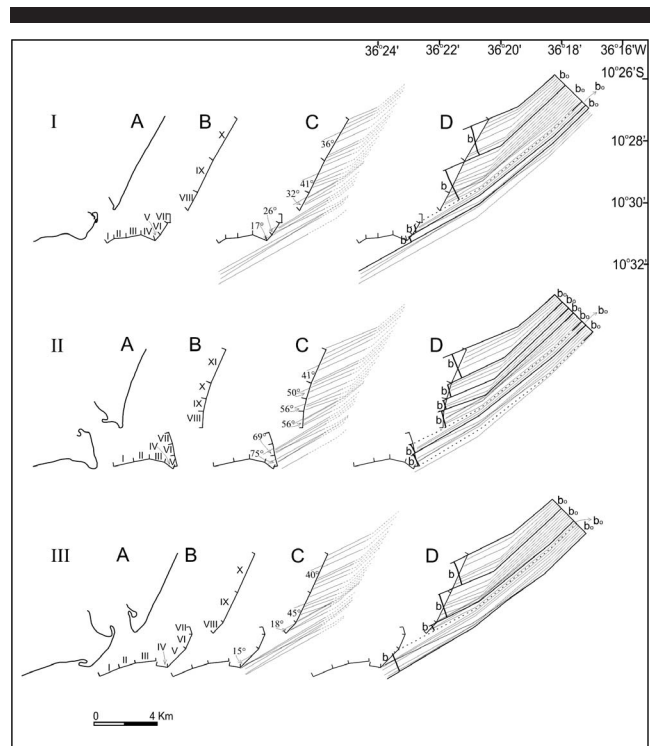 36°24' 36°22' 36°20' 36°18' 36°16'W
10°26'S
10°28'
10°30'
10°32'
I A B C D
X
IX
VIII
V VII
I II III IV VI
36°
41°
32°
26°
17°
b₀
b₀
b₀
b₀
b
b
b
b
II A B C D
XI
X
IX
VIII
VII
IV VI
I II III V
41°
50°
56°
56°
69
75°
b₀
b₀
b₀
b₀
b₀
b₀
b
b
b
b
b
b
III A B C D
X
IX
VIII
VII
VI
IV V
I II III
40°
45°
18°
15°
b₀
b₀
b₀
b₀
b
b
b
b
0 4 Km